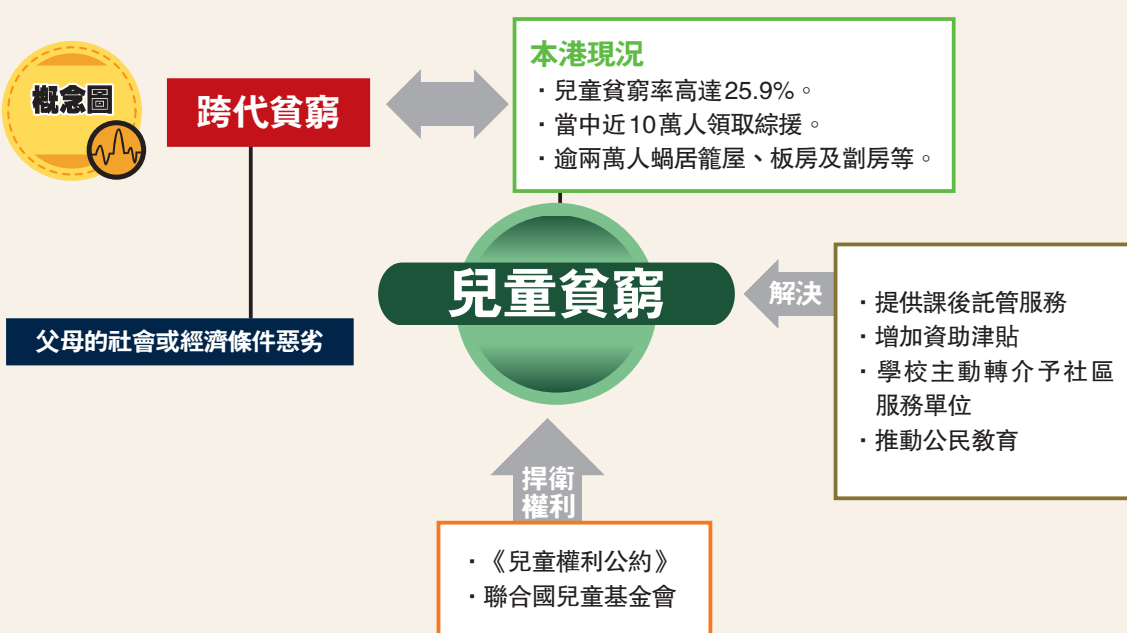 概念圖
跨代貧窮
本港現況
·兒童貧窮率高達25.9%。
·當中近10萬人領取綜援。
·逾兩萬人蝸居籠屋、板房及劏房等。
兒童貧窮
解決
·提供課後託管服務
·增加資助津貼
·學校主動轉介予社區
服務單位
·推動公民教育
父母的社會或經濟條件惡劣
捍衛
權利
·《兒童權利公約》
·聯合國兒童基金會